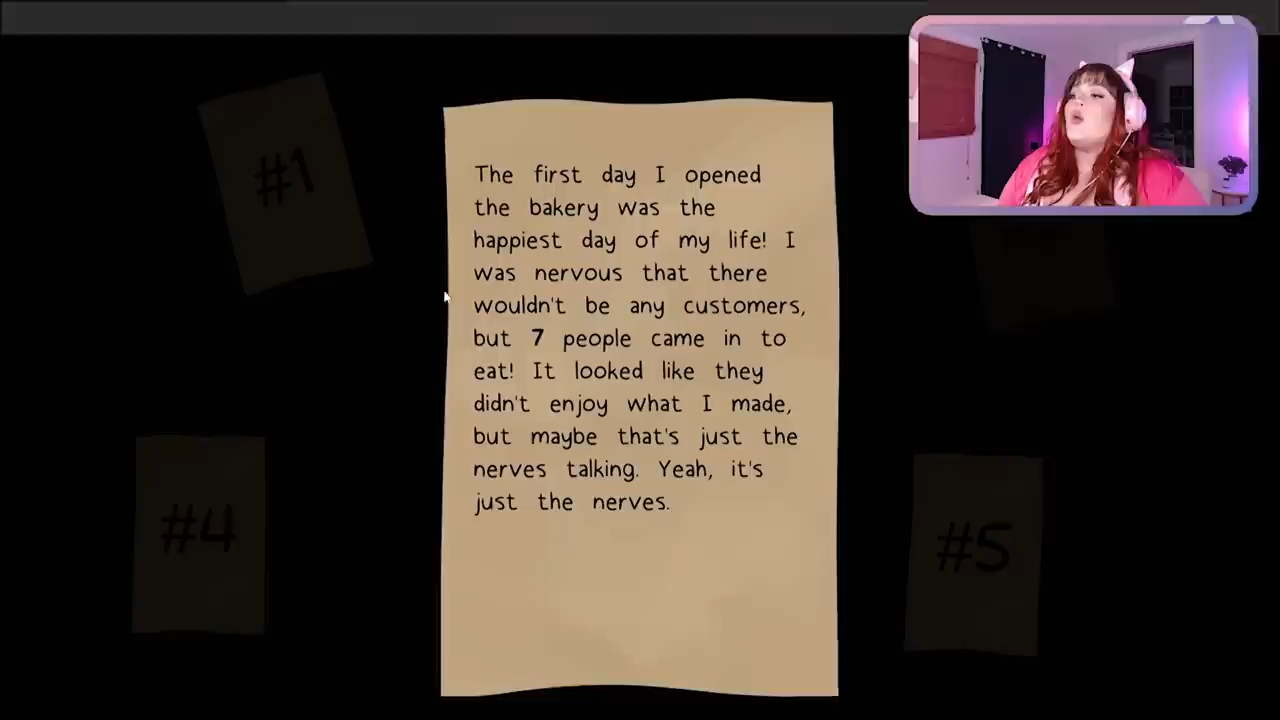 #1
The first day I opened
the bakery was the
happiest day of my life! I
was nervous that there
wouldn't be any customers,
but 7 people came in to
eat! It looked like they
didn't enjoy what I made,
but maybe that's just the
nerves talking. Yeah, it's
just the nerves.
#4
#5